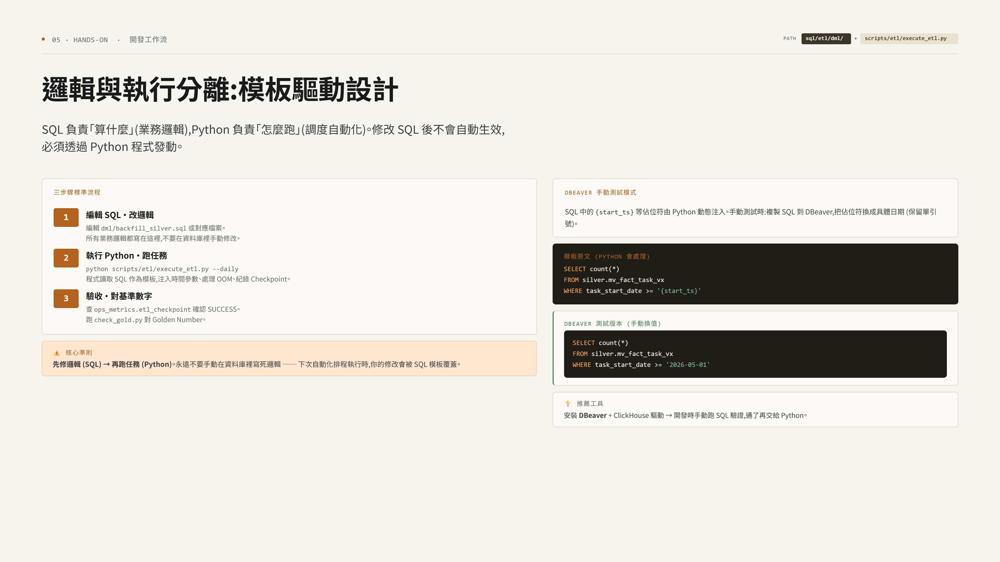 05 · HANDS-ON · 開發工作流
PATH sql/etl/dml/ + scripts/etl/execute_etl.py
邏輯與執行分離:模板驅動設計
SQL 負責「算什麼」(業務邏輯),Python 負責「怎麼跑」(調度自動化)。修改 SQL 後不會自動生效,
必須透過 Python 程式發動。
三步驟標準流程
1
編輯 SQL・改邏輯
編輯 dml/backfill_silver.sql 或對應檔案。
所有業務邏輯都寫在這裡,不要在資料庫裡手動修改。
2
執行 Python・跑任務
python scripts/etl/execute_etl.py --daily
程式讀取 SQL 作為模板,注入時間參數、處理 OOM、紀錄 Checkpoint。
3
驗收・對基準數字
查 ops_metrics.etl_checkpoint 確認 SUCCESS。
跑 check_gold.py 對 Golden Number。
⚠️ 核心準則
先修邏輯 (SQL) → 再跑任務 (Python)。永遠不要手動在資料庫裡寫死邏輯 —— 下次自動化排程執行時,你的修改會被 SQL 模板覆蓋。
DBEAVER 手動測試模式
SQL 中的 {start_ts} 等佔位符由 Python 動態注入。手動測試時:複製 SQL 到 DBeaver,把佔位符換成具體日期 (保留單引
號)。
模板原文 (PYTHON 會處理)
SELECT count(*)
FROM silver.mv_fact_task_vx
WHERE task_start_date >= '{start_ts}'
DBEAVER 測試版本 (手動換值)
SELECT count(*)
FROM silver.mv_fact_task_vx
WHERE task_start_date >= '2026-05-01'
💡 推薦工具
安裝 DBeaver + ClickHouse 驅動 → 開發時手動跑 SQL 驗證,通了再交給 Python。